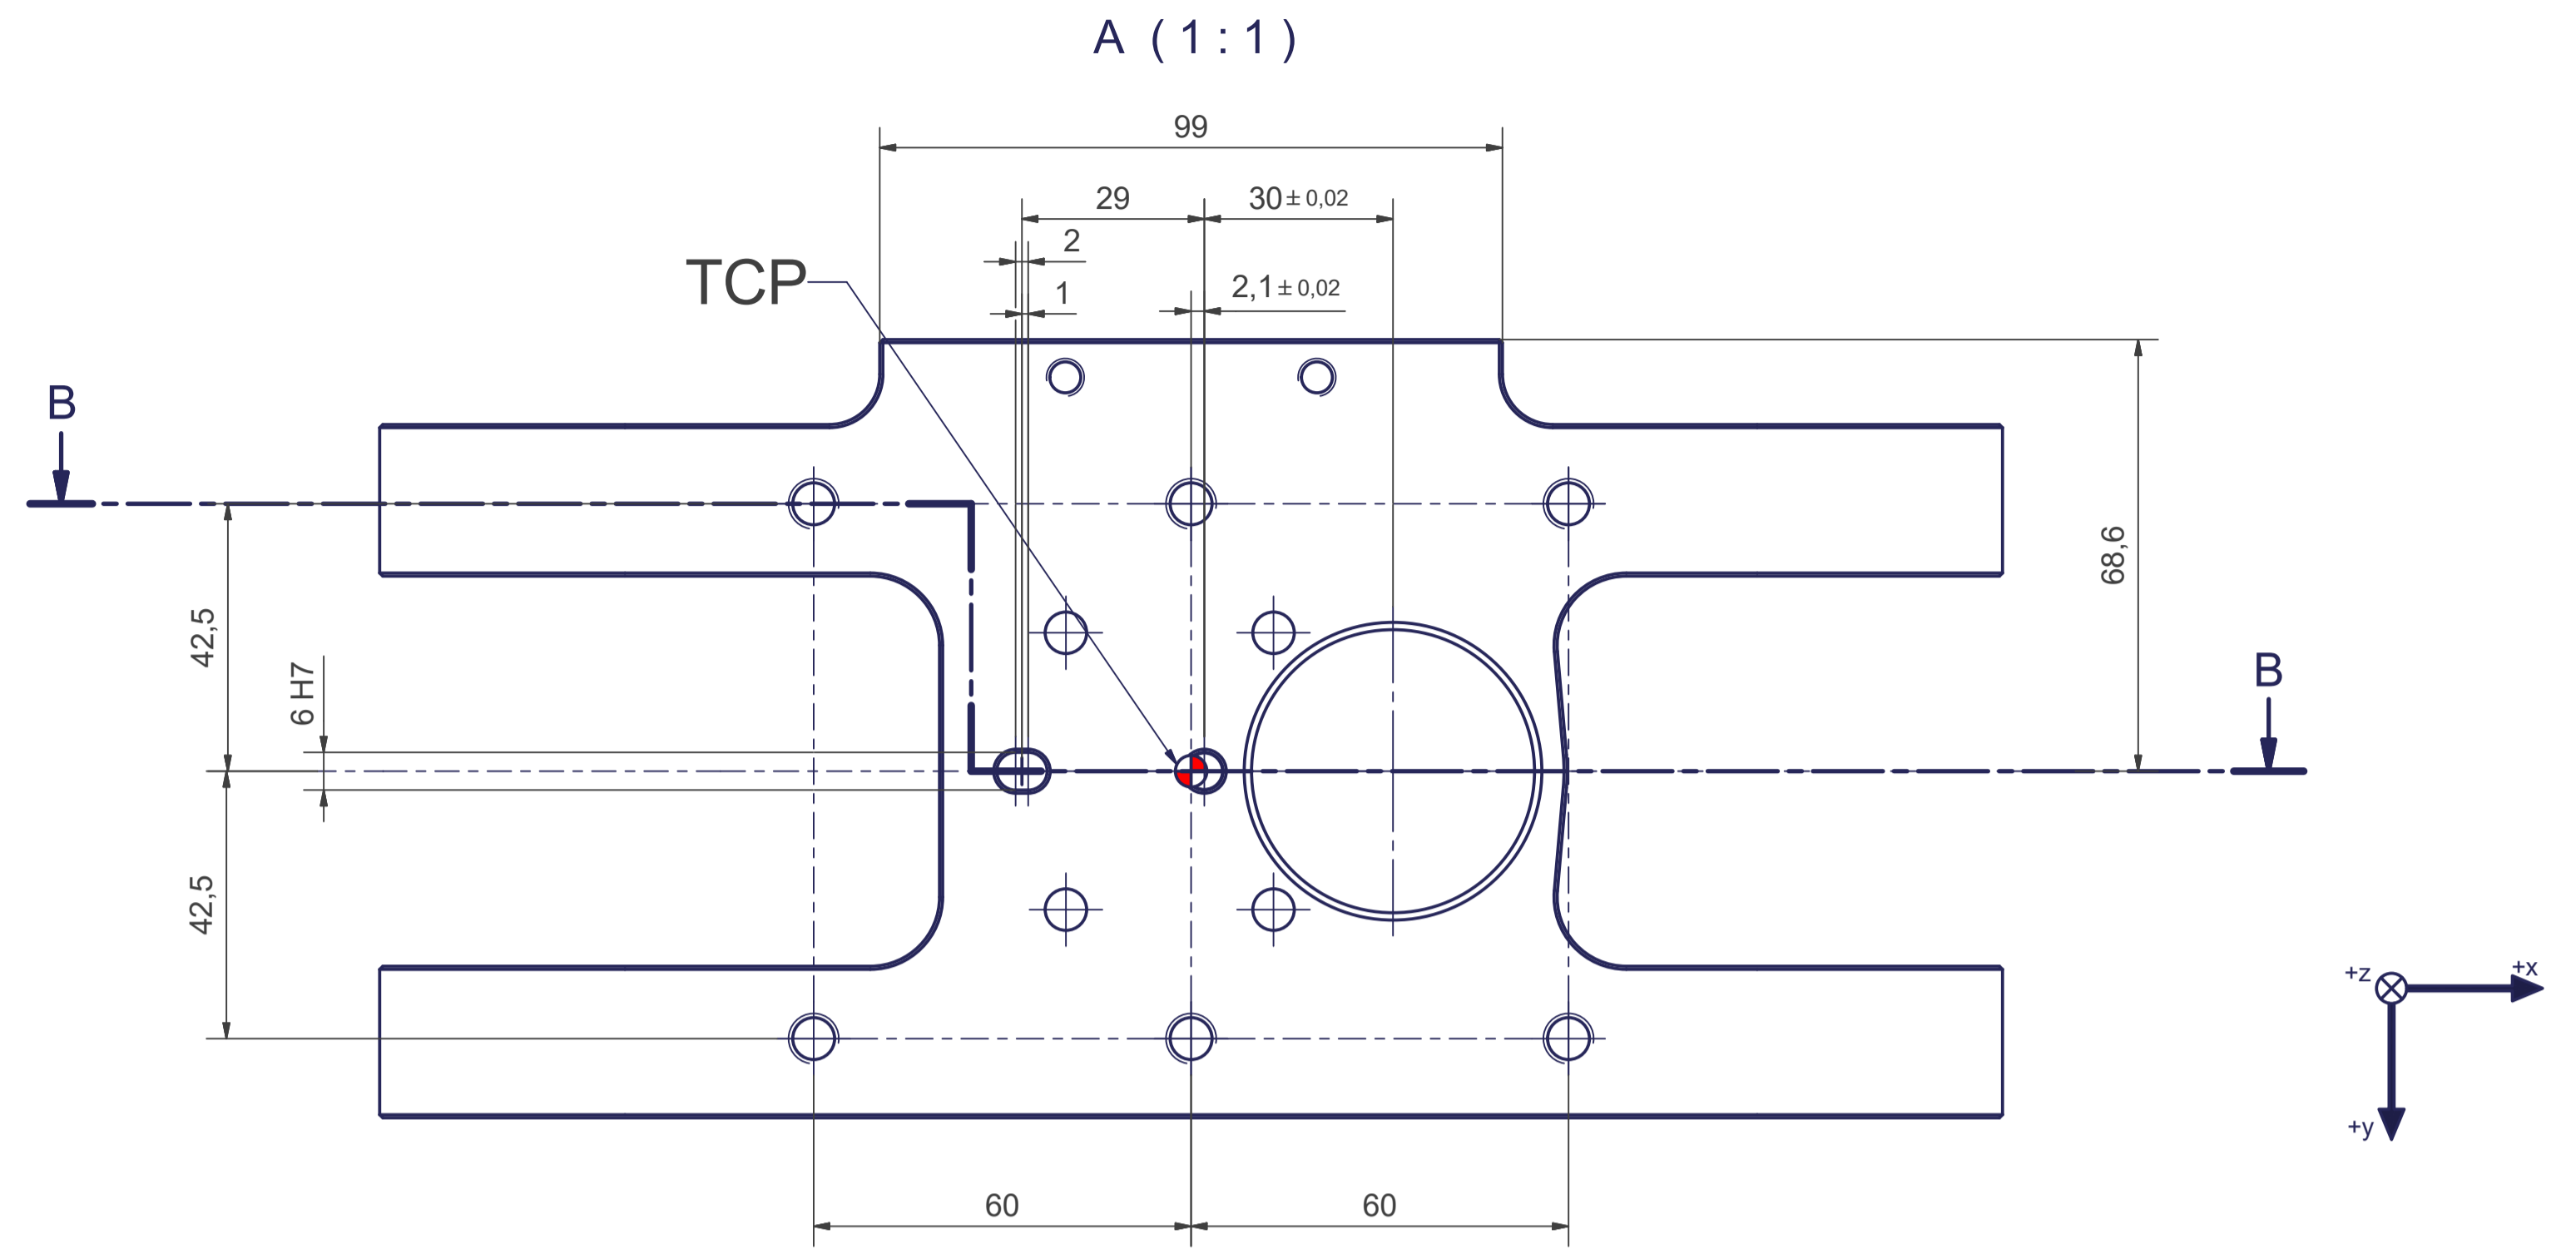 A ( 1 : 1 )
99
29
30 ± 0,02
2
TCP
1
2,1 ± 0,02
B
68,6
42,5
6 H7
B
42,5
+z
+x
+y
60
60